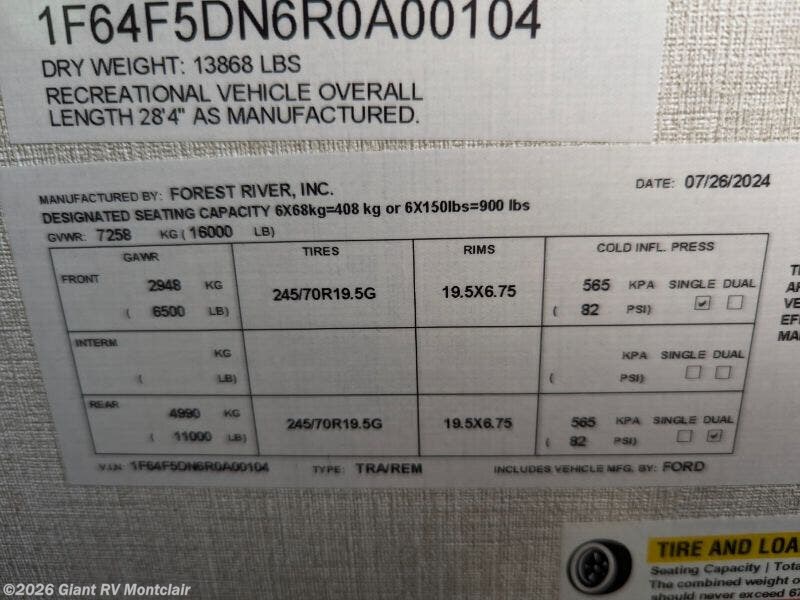 1F64F5DN6R0A00104
DRY WEIGHT: 13868 LBS
RECREATIONAL VEHICLE OVERALL
LENGTH 28'4" AS MANUFACTURED.
MANUFACTURED BY: FOREST RIVER, INC. DATE: 07/26/2024
DESIGNATED SEATING CAPACITY 6X68kg=408 kg or 6X150lbs=900 lbs
GVWR: 7258 KG (16000 LB)
GAWR TIRES RIMS COLD INFL. PRESS
FRONT 2948 KG 245/70R19.5G 19.5X6.75 565 KPA SINGLE DUAL
( 6500 LB) ( 82 PSI)
INTERM KG KPA SINGLE DUAL
( LB) ( PSI)
REAR 4990 KG 245/70R19.5G 19.5X6.75 565 KPA SINGLE DUAL
( 11000 LB) ( 82 PSI)
V.I.N: 1F64F5DN6R0A00104 TYPE: TRA/REM INCLUDES VEHICLE MFG. BY: FORD
TIRE AND LOA
Seating Capacity | Tota
The combined weight o
should never exceed 62
©2026 Giant RV Montclair